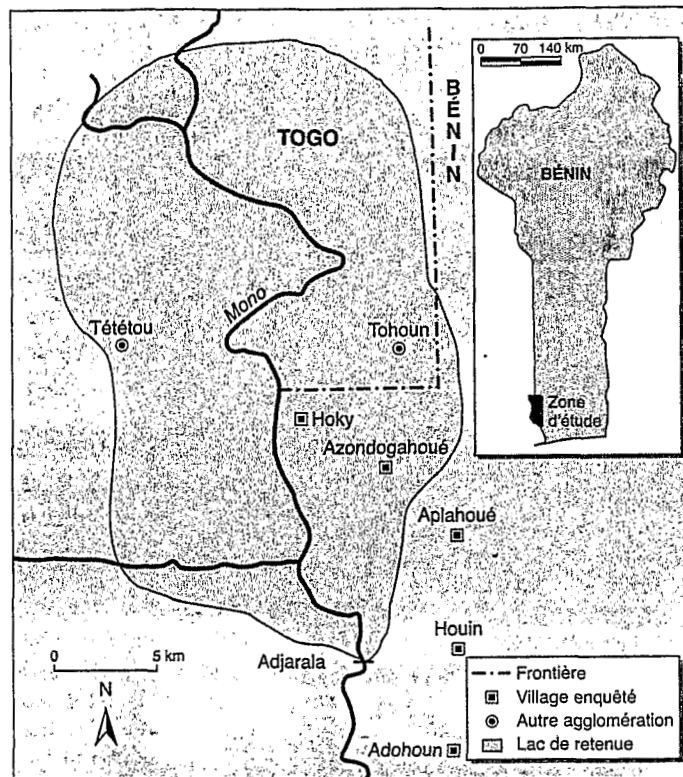 0 70 140 km
BÉNIN
TOGO
BÉNIN
Mono
Tététou
Tohoun
Zone
d'étude
Hoky
Azondogahoué
Aplahoué
Houin
0 5 km
Adjarala
N
Adohoun
Frontière
Village enquêté
Autre agglomération
Lac de retenue